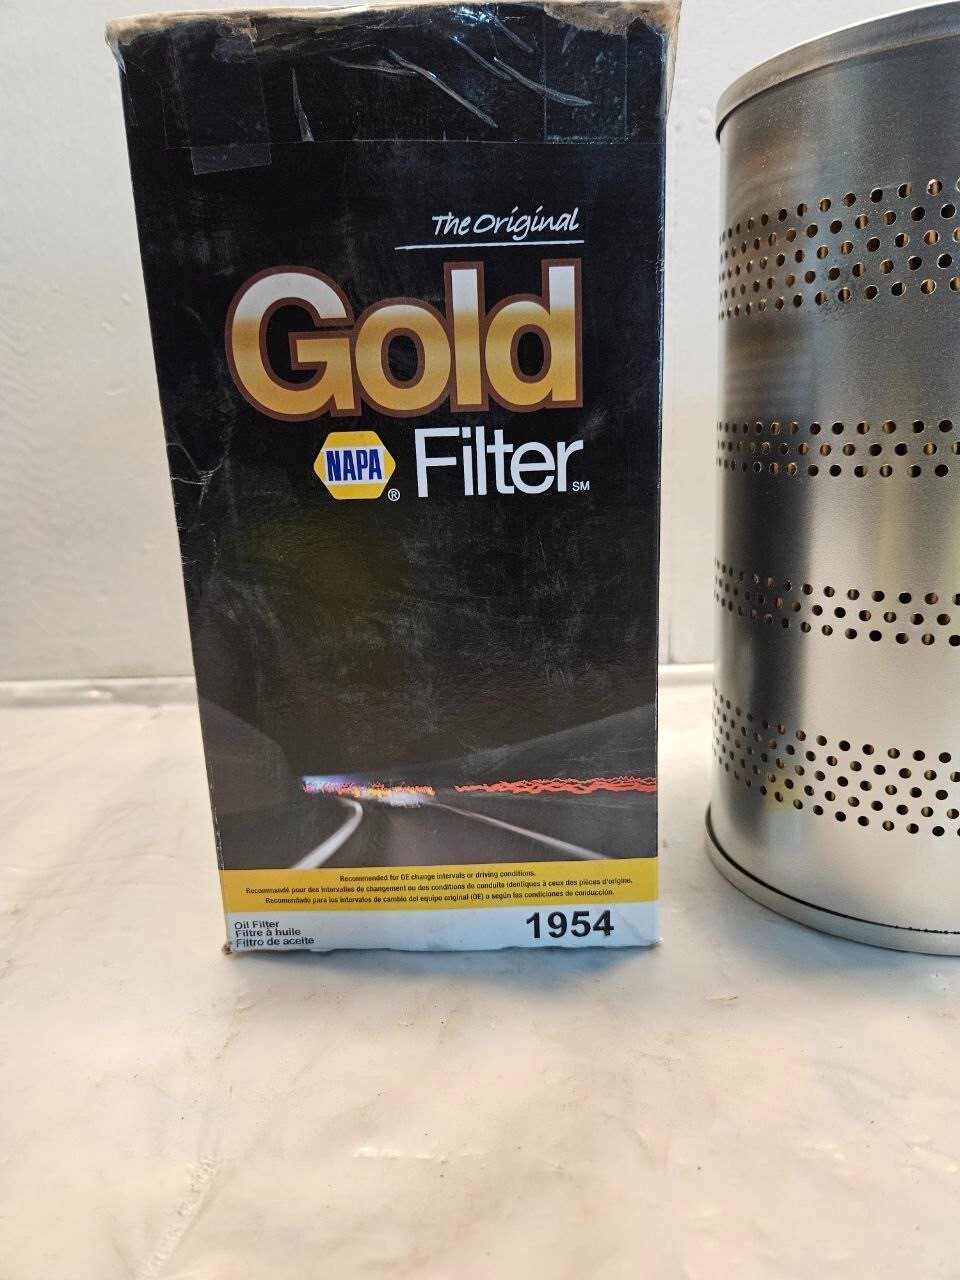 The Original
Gold
NAPA® Filter SM
Recommended for OE change intervals or driving conditions.
Recommandé pour des intervalles de changement ou des conditions de conduite identiques à ceux des pièces d'origine.
Recomendado para los intervalos de cambio del equipo original (OE) o según las condiciones de conducción.
Oil Filter
Filtre à huile
Filtro de aceite
1954